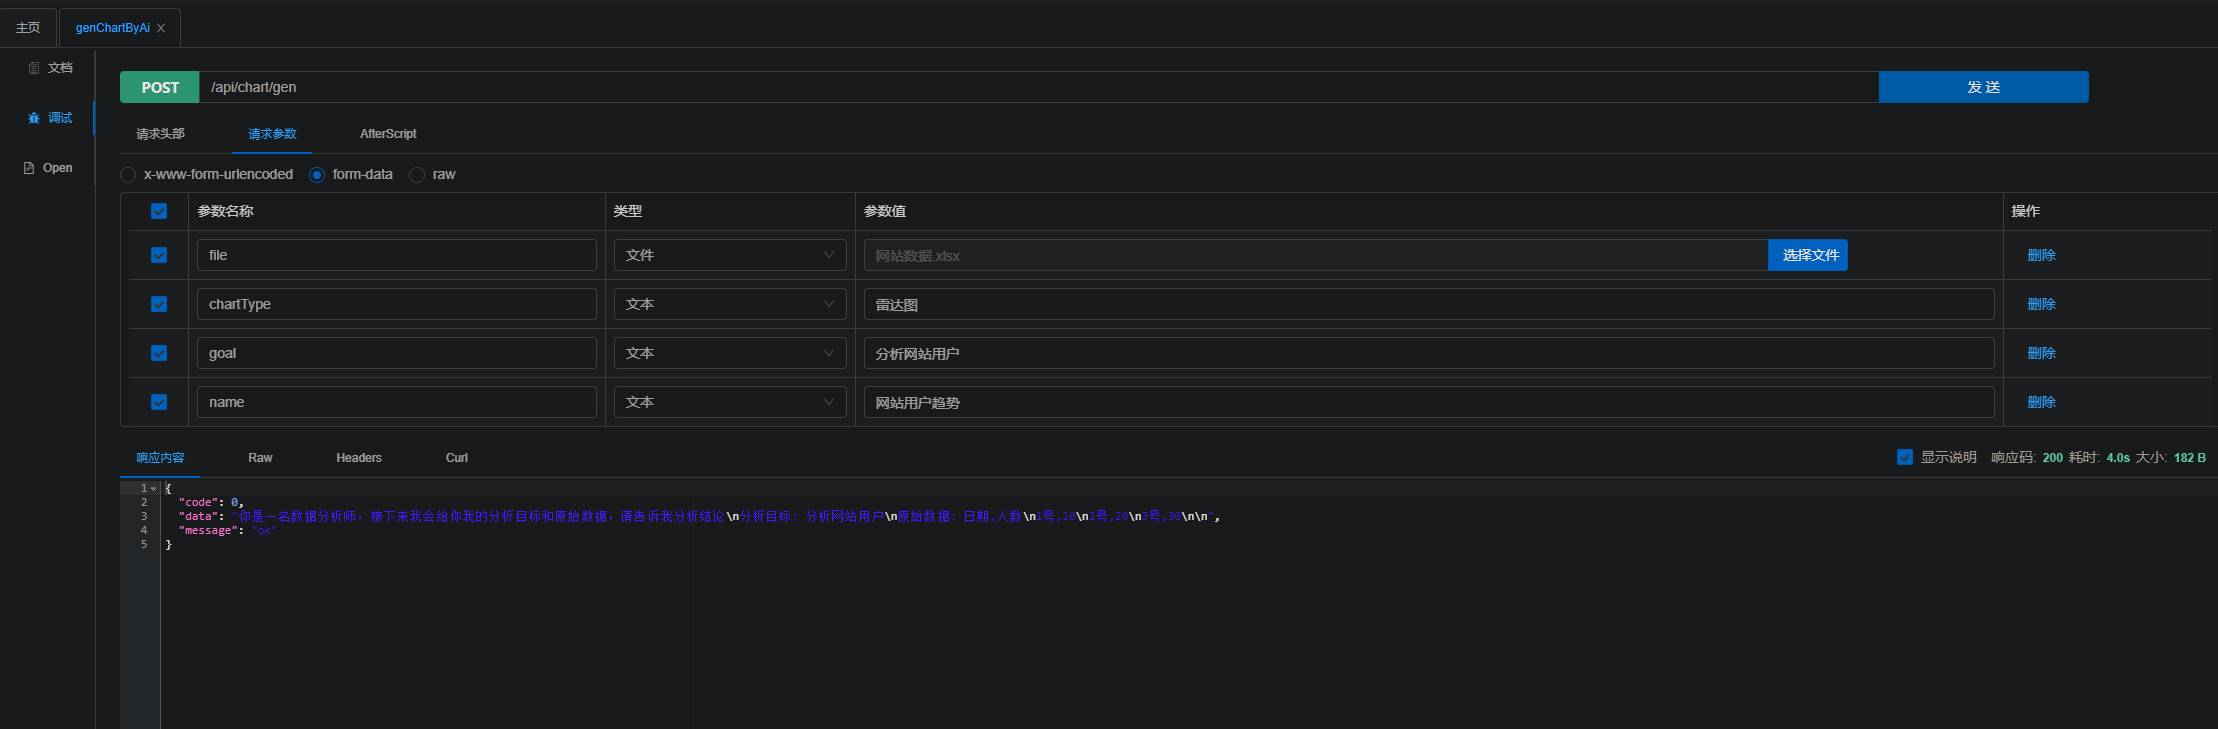 主页 genChartByAi
文档
调试
Open
POST /api/chart/gen 发 送
请求头部 请求参数 AfterScript
x-www-form-urlencoded form-data raw
参数名称 类型 参数值 操作
file 文件 网站数据.xlsx 选择文件 删除
chartType 文本 雷达图 删除
goal 文本 分析网站用户 删除
name 文本 网站用户趋势 删除
响应内容 Raw Headers Curl 显示说明 响应码: 200 耗时: 4.0s 大小: 182 B
1 {
2 "code": 0,
3 "data": "你是一名数据分析师，接下来我会给你我的分析目标和原始数据，请告诉我分析结论\n分析目标: 分析网站用户\n原始数据: 日期,人数\n1号,10\n2号,20\n3号,30\n\n",
4 "message": "ok"
5 }